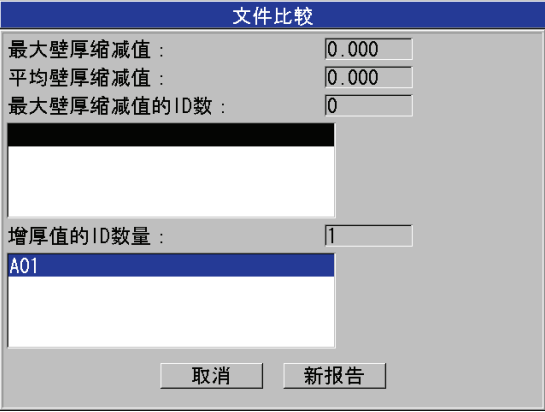 文件比較
最大壁厚缩减值：
0.000
平均壁厚缩减值：
0.000
最大壁厚缩减值的ID数：
0
增厚值的ID数量：
1
A01
取消
新报告